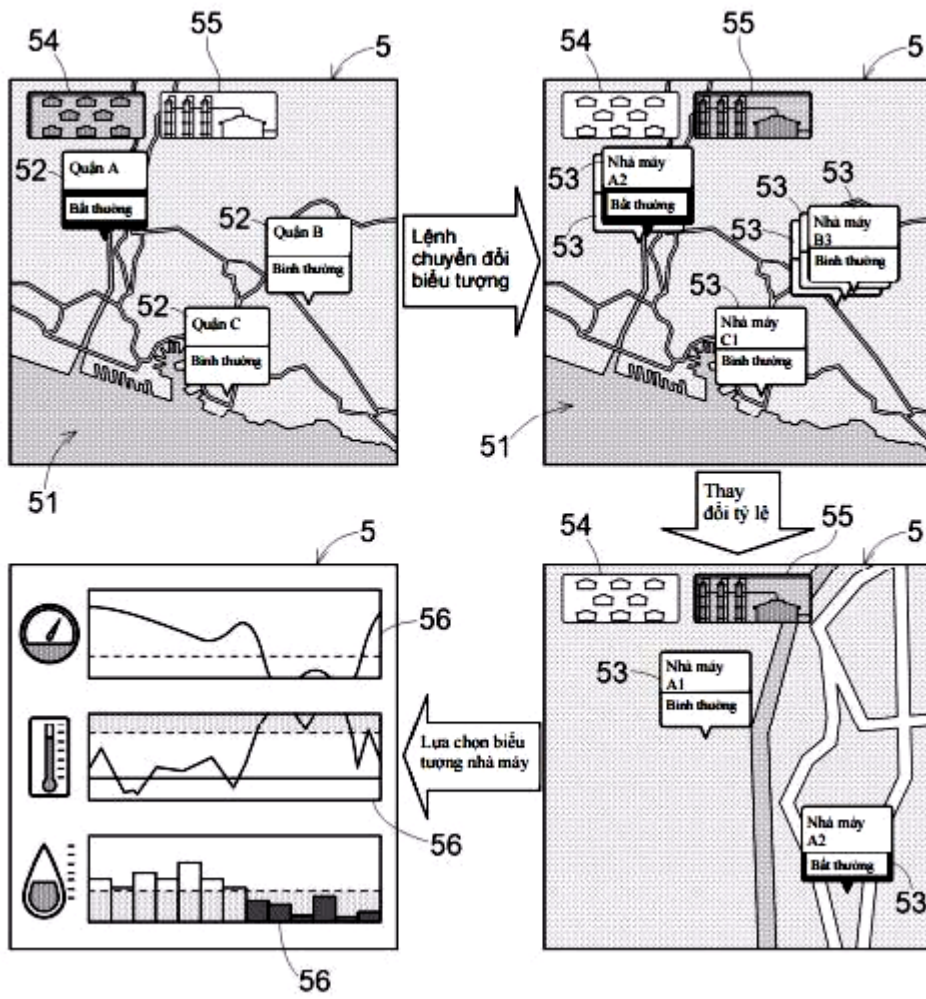 54
55
5
52
Quận A
Bất thường
52
Quận B
Bình thường
52
Quận C
Bình thường
51
Lệnh
chuyển đổi
biểu tượng
54
55
5
53
Nhà máy
A2
Bất thường
53
53
53
53
Nhà máy
B3
Bình thường
53
Nhà máy
C1
Bình thường
51
Thay
đổi tỷ lệ
54
55
5
53
Nhà máy
A1
Bình thường
Nhà máy
A2
Bất thường
53
Lựa chọn biểu
tượng nhà máy
5
56
56
56